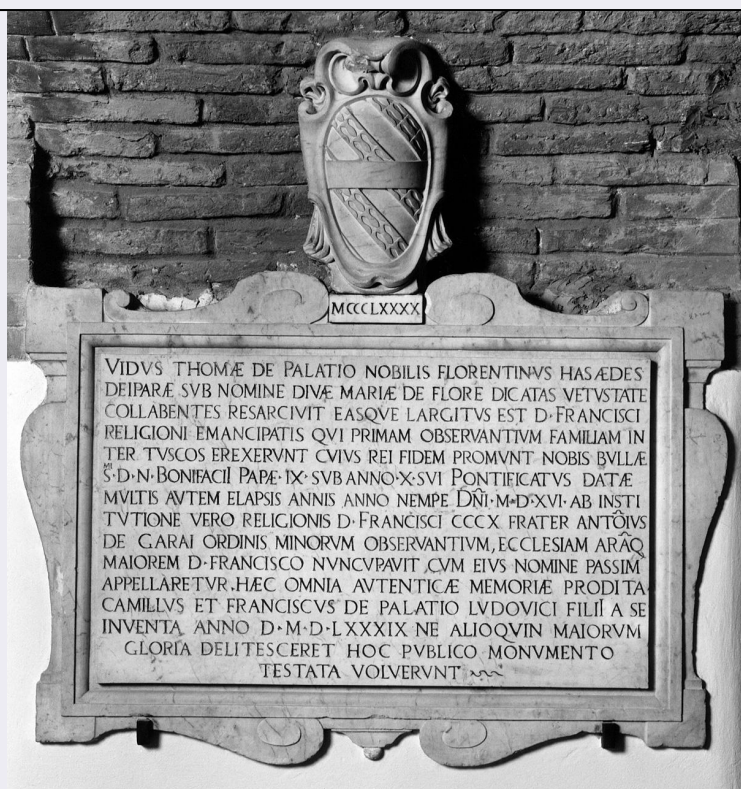 MCCCLXXXX
VIDVS THOMÆ DE PALATIO NOBILIS FLORENTINVS HAS ÆDES
DEIPARÆ SVB NOMINE DIVÆ MARIÆ DE FLORE DICATAS VETVSTATE
COLLABENTES RESARCIVIT EASQVE LARGITVS EST D·FRANCISCI
RELIGIONI EMANCIPATIS QVI PRIMAM OBSERVANTIVM FAMILIAM IN
TER TVSCOS EREXERVNT CVIVS REI FIDEM PROMVNT NOBIS BVLLÆ
S̃·D·N·BONIFACII PAPÆ·IX·SVB ANNO·X·SVI PONTIFICATVS DATÆ
MVLTIS AVTEM ELAPSIS ANNIS ANNO NEMPE DÑI·M·D·XVI·AB INSTI
TVTIONE VERO RELIGIONIS D·FRANCISCI CCCX FRATER ANTÕIVS
DE GARAI ORDINIS MINORVM OBSERVANTIVM, ECCLESIAM ARÃQ
MAIOREM D·FRANCISCO NVNCVPAVIT CVM EIVS NOMINE PASSIM
APPELLARETVR·HÆC OMNIA AVTENTICÆ MEMORIÆ PRODITA
CAMILLVS ET FRANCISCVS DE PALATIO LVDOVICI FILII A SE
INVENTA ANNO D·M·D·LXXXIX NE ALIOQVIN MAIORVM
GLORIA DELITESCERET HOC PVBLICO MONVMENTO
TESTATA VOLVERVNT